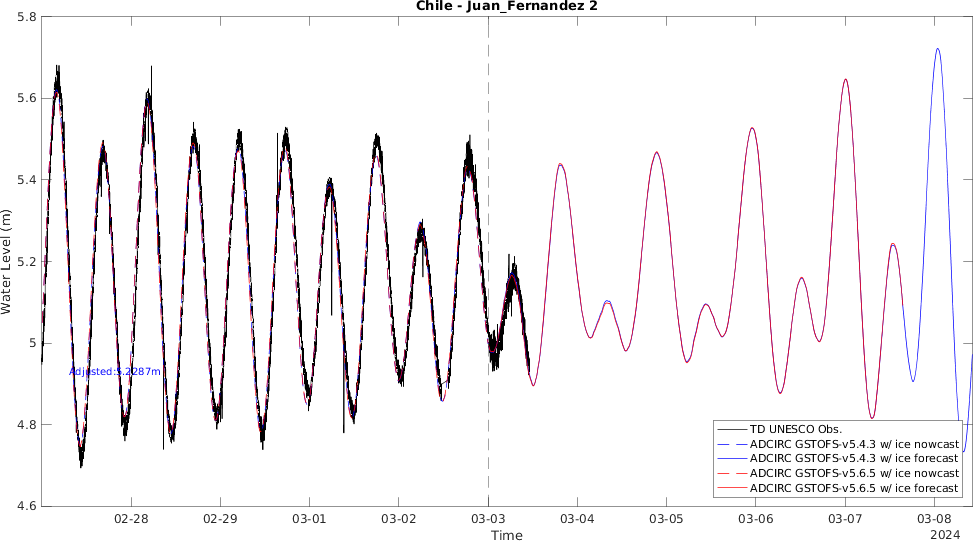 Chile - Juan_Fernandez 2
5.8
5.6
5.4
5.2
5
4.8
4.6
Water Level (m)
Adjusted:5.2287m
TD UNESCO Obs.
ADCIRC GSTOFS-v5.4.3 w/ ice nowcast
ADCIRC GSTOFS-v5.4.3 w/ ice forecast
ADCIRC GSTOFS-v5.6.5 w/ ice nowcast
ADCIRC GSTOFS-v5.6.5 w/ ice forecast
02-28 02-29 03-01 03-02 03-03 03-04 03-05 03-06 03-07 03-08
Time 2024